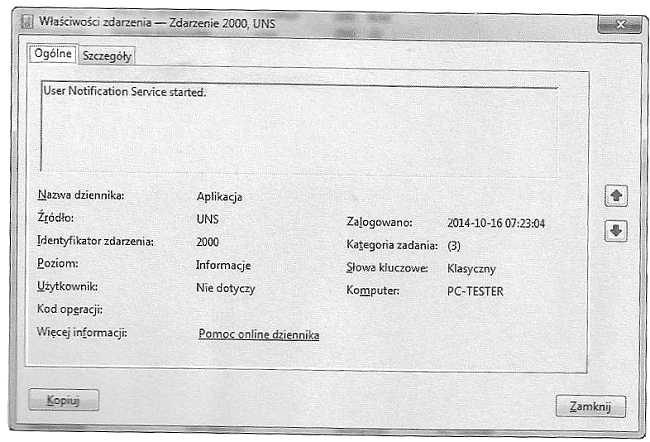 Właściwości zdarzenia — Zdarzenie 2000, UNS
Ogólne Szczegóły
User Notification Service started.
Nazwa dziennika: Aplikacja
Źródło: UNS Zalogowano: 2014-10-16 07:23:04
Identyfikator zdarzenia: 2000 Kategoria zadania: (3)
Poziom: Informacje Słowa kluczowe: Klasyczny
Użytkownik: Nie dotyczy Komputer: PC-TESTER
Kod operacji:
Więcej informacji: Pomoc online dziennika
Kopiuj Zamknij